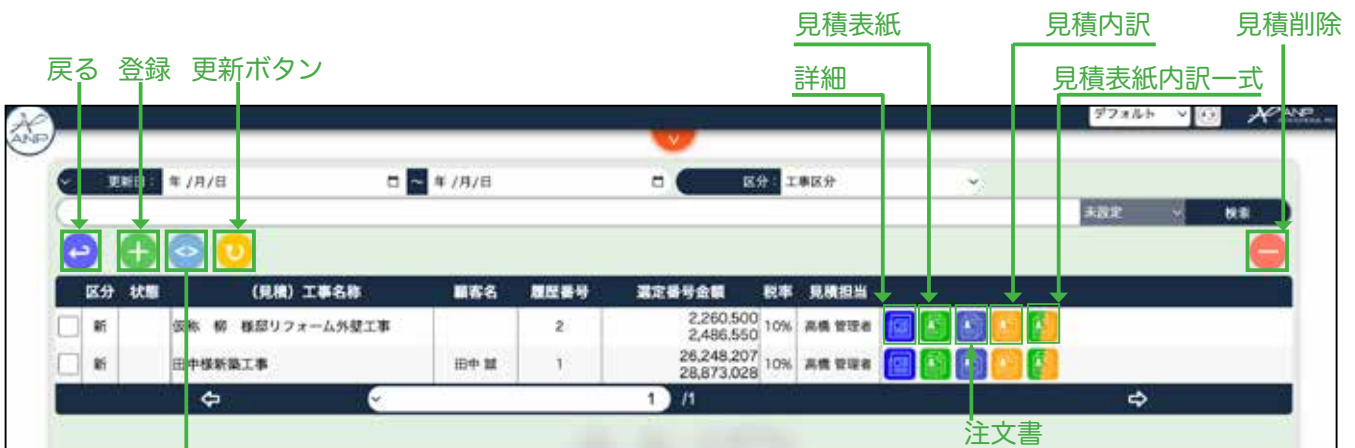 見積表紙 見積内訳 見積削除
戻る 登録 更新ボタン 詳細 見積表紙内訳一式
ANP デフォルト ANP
更新日： 年 /月/日 ～ 年 /月/日 区分： 工事区分
未設定 検索
区分 状態 （見積）工事名称 顧客名 履歴番号 選定番号金額 税率 見積担当
新 仮称 柳 様邸リフォーム外壁工事 2 2,260,500 10% 高橋 管理者
2,486,550
新 田中様新築工事 田中 誠 1 26,248,207 10% 高橋 管理者
28,873,028
1 /1
注文書